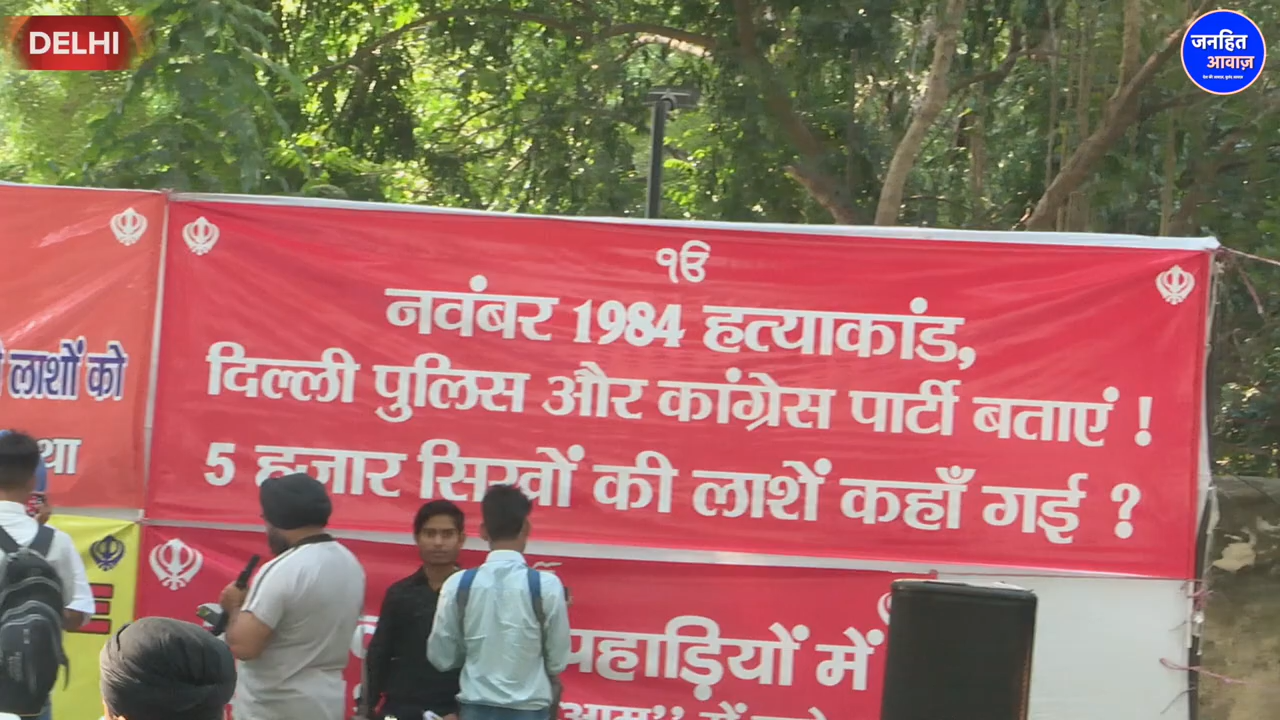 DELHI
जनहित
आवाज़
लाशों को
ੴ
नवंबर 1984 हत्याकांड,
दिल्ली पुलिस और कांग्रेस पार्टी बताएं !
5 हजार सिखों की लाशें कहाँ गई ?
पहाड़ियों में